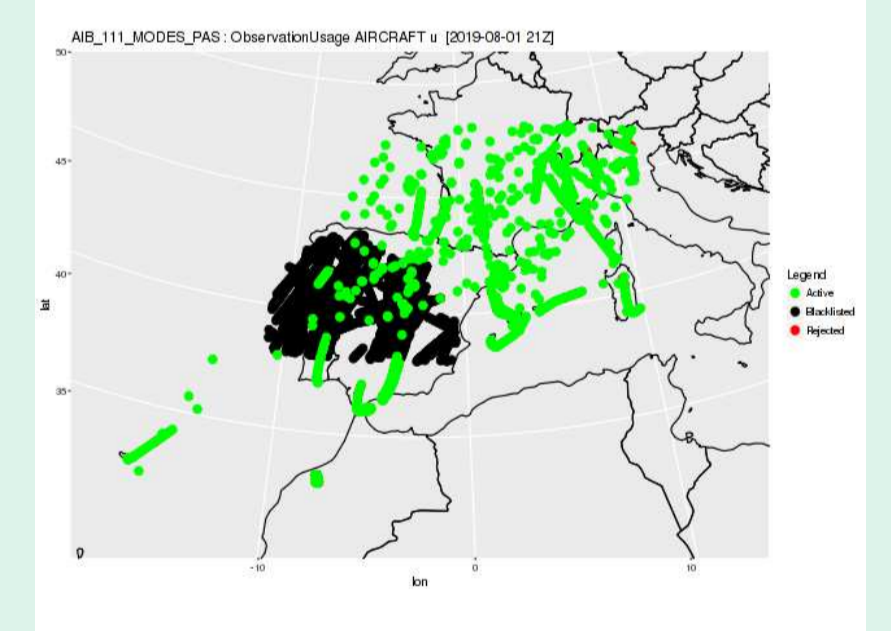 AIB_111_MODES_PAS : ObservationUsage AIRCRAFT u [2019-08-01 21Z]
50
45
40
35
lat
-10
0
10
lon
Legend
Active
Blacklisted
Rejected